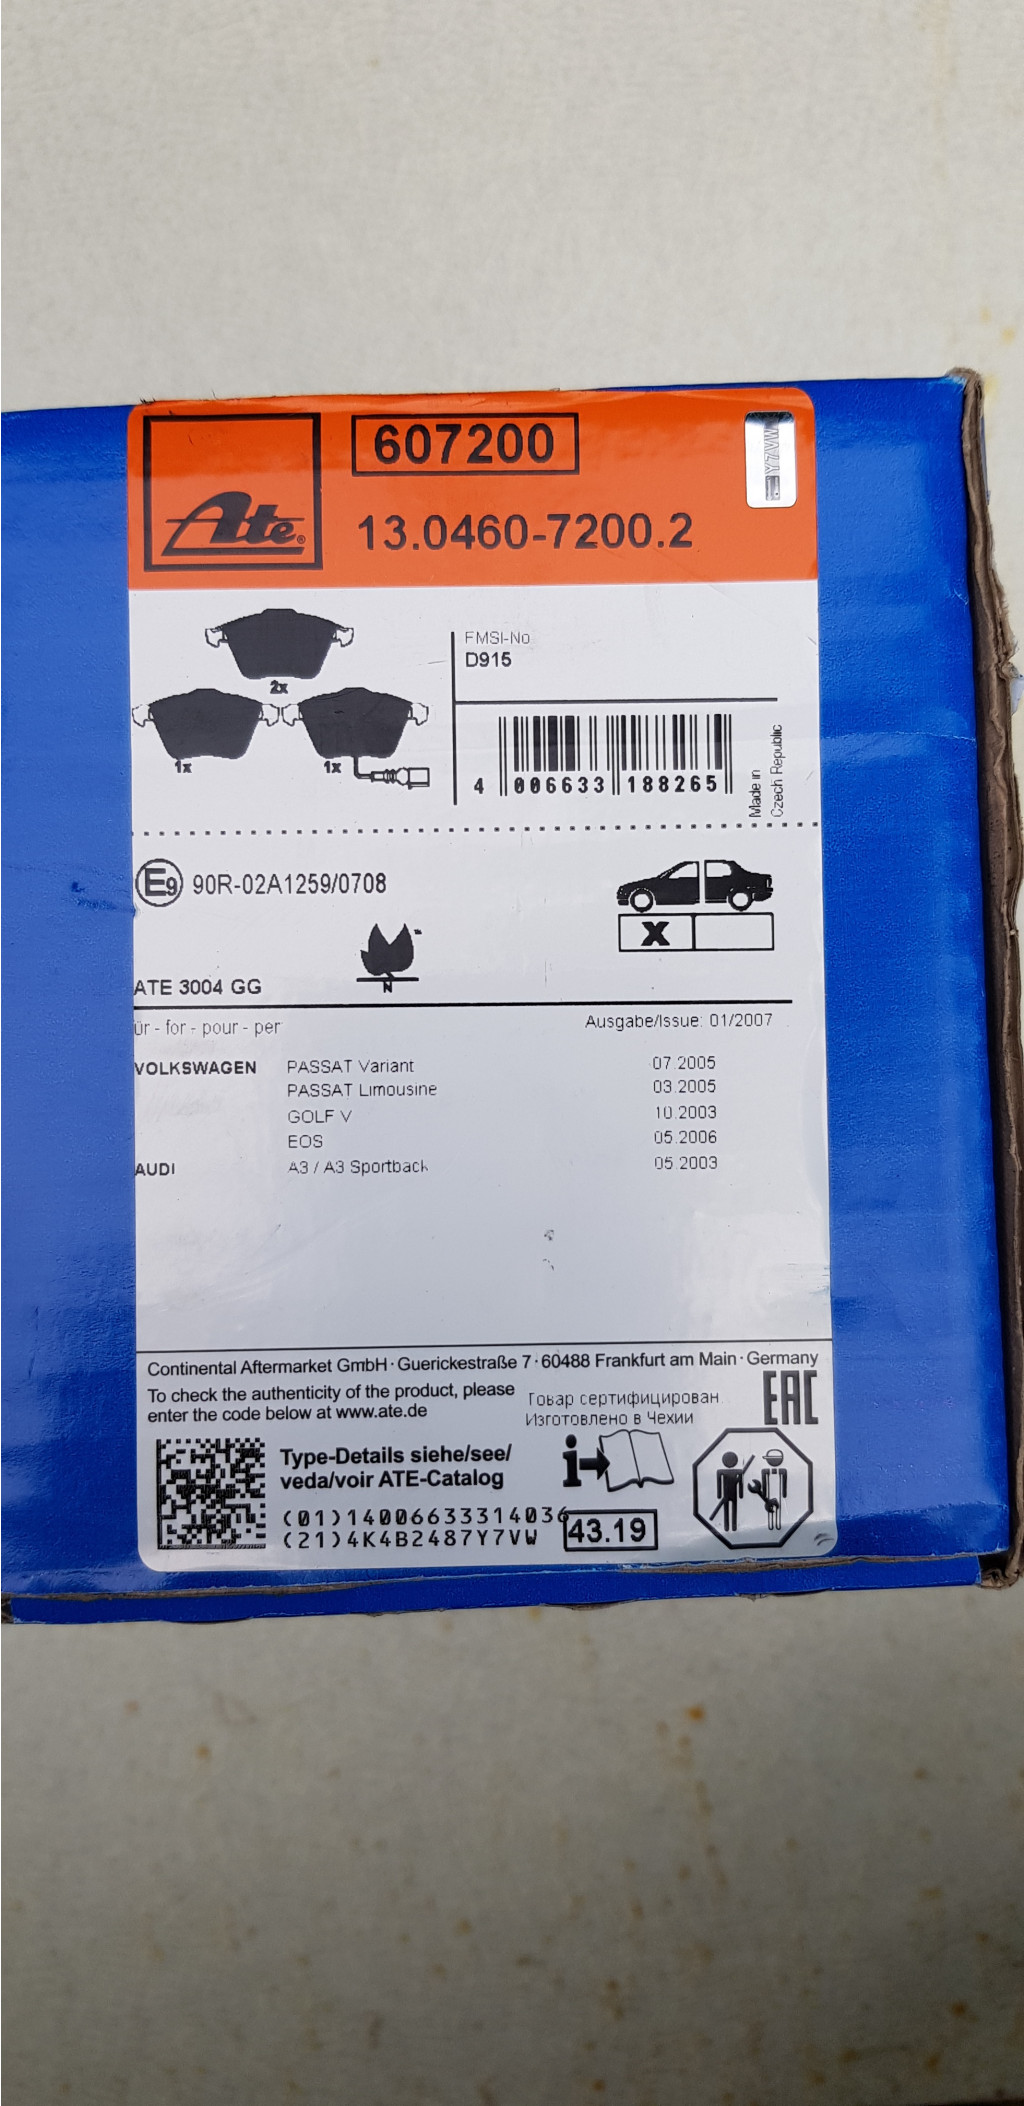 607200
Ate®
13.0460-7200.2
Y7VW
FMSI-No
D915
2x
1x
1x
4 006633 188265
Made in
Czech Republic
E9 90R-02A1259/0708
X
N
ATE 3004 GG
ür - for - pour - per
Ausgabe/Issue: 01/2007
VOLKSWAGEN PASSAT Variant 07.2005
PASSAT Limousine 03.2005
GOLF V 10.2003
EOS 05.2006
AUDI A3 / A3 Sportback 05.2003
Continental Aftermarket GmbH · Guerickestraße 7 · 60488 Frankfurt am Main · Germany
To check the authenticity of the product, please
enter the code below at www.ate.de
Товар сертифицирован
Изготовлено в Чехии
EAC
Type-Details siehe/see/
veda/voir ATE-Catalog
i
(01)14006633314036
(21)4K4B2487Y7VW
43.19